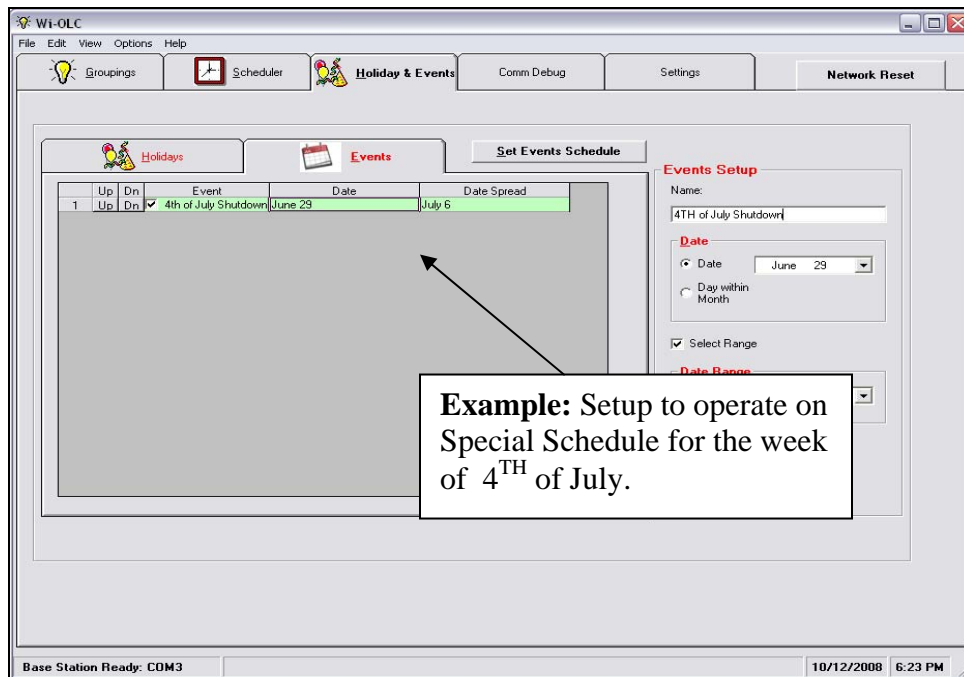 Wi-OLC
File Edit View Options Help
Groupings Scheduler Holiday & Events Comm Debug Settings Network Reset
Holidays Events Set Events Schedule
Events Setup
Up Dn Event Date Date Spread
1 Up Dn 4th of July Shutdown June 29 July 6
Name:
4TH of July Shutdown
Date
Date June 29
Day within
Month
Select Range
Date Range
Example: Setup to operate on
Special Schedule for the week
of 4TH of July.
Base Station Ready: COM3 10/12/2008 6:23 PM